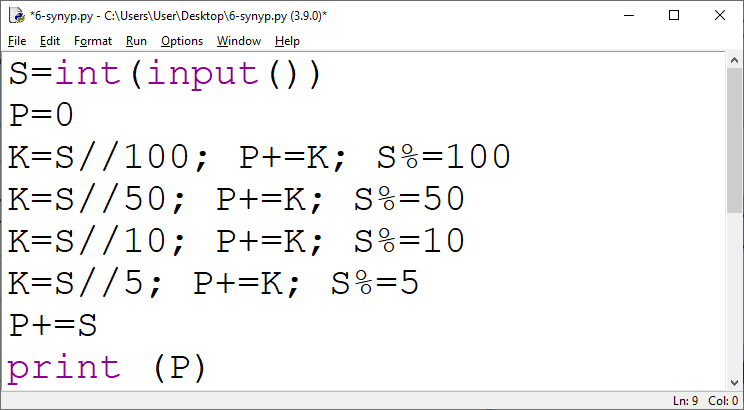 *6-synyp.py - C:\Users\User\Desktop\6-synyp.py (3.9.0)*
File Edit Format Run Options Window Help
S=int(input())
P=0
K=S//100; P+=K; S%=100
K=S//50; P+=K; S%=50
K=S//10; P+=K; S%=10
K=S//5; P+=K; S%=5
P+=S
print (P)
Ln: 9 Col: 0